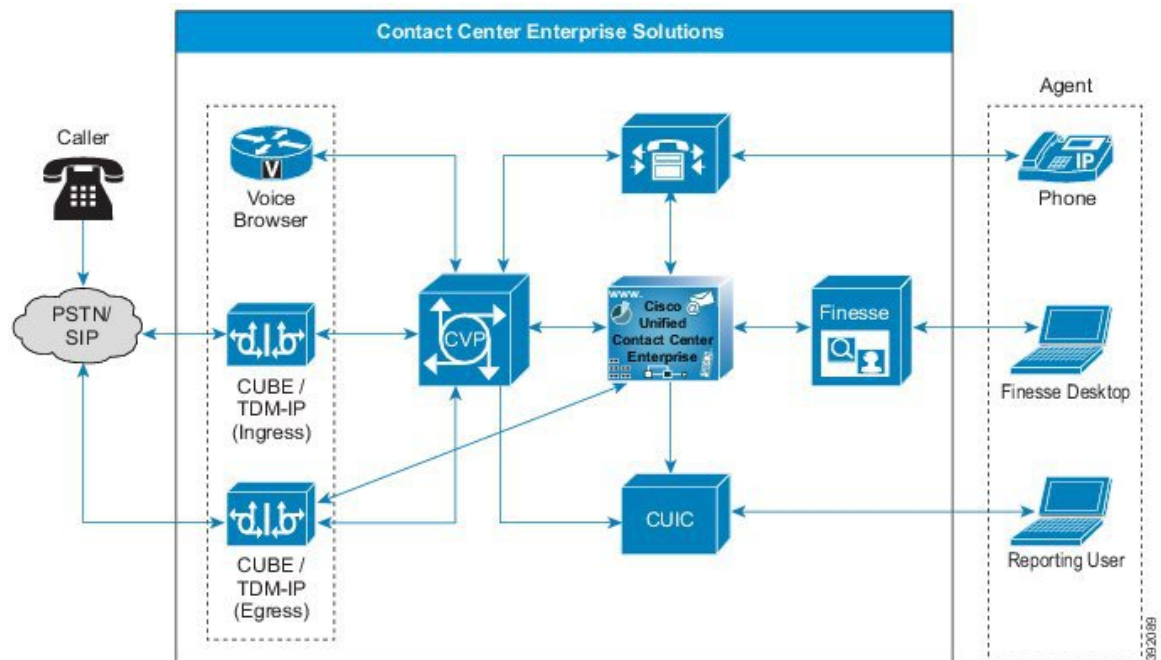 Contact Center Enterprise Solutions
Caller
PSTN/
SIP
V
Voice
Browser
CUBE /
TDM-IP
(Ingress)
CUBE /
TDM-IP
(Egress)
CVP
www.
@
Cisco
Unified
Contact Center
Enterprise
CUIC
Finesse
Agent
IP
Phone
Finesse Desktop
Reporting User
392089